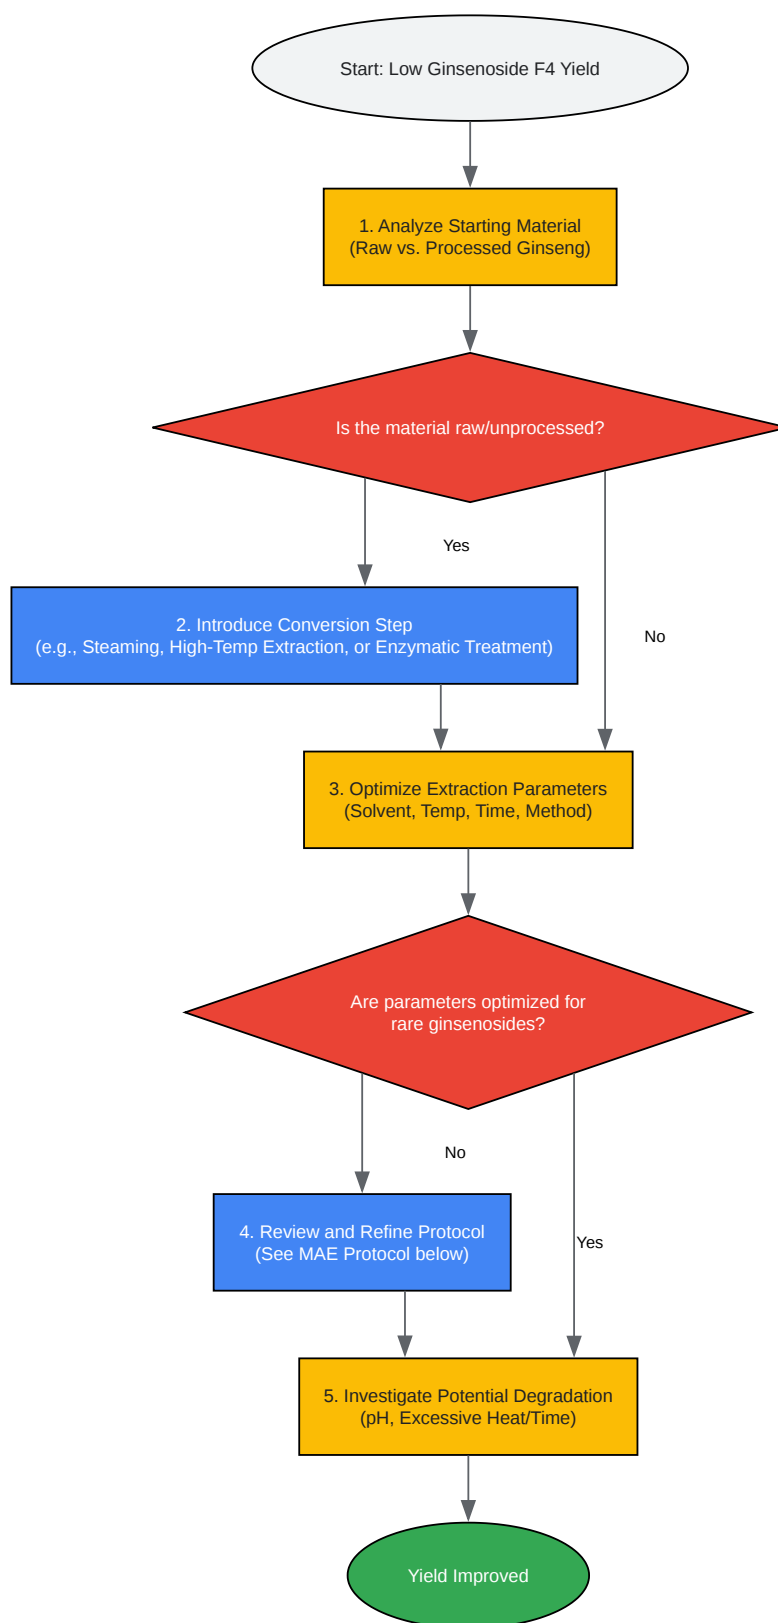 Start: Low Ginsenoside F4 Yield
1. Analyze Starting Material
(Raw vs. Processed Ginseng)
Is the material raw/unprocessed?
Yes
2. Introduce Conversion Step
(e.g., Steaming, High-Temp Extraction, or Enzymatic Treatment)
No
3. Optimize Extraction Parameters
(Solvent, Temp, Time, Method)
Are parameters optimized for
rare ginsenosides?
No
4. Review and Refine Protocol
(See MAE Protocol below)
Yes
5. Investigate Potential Degradation
(pH, Excessive Heat/Time)
Yield Improved